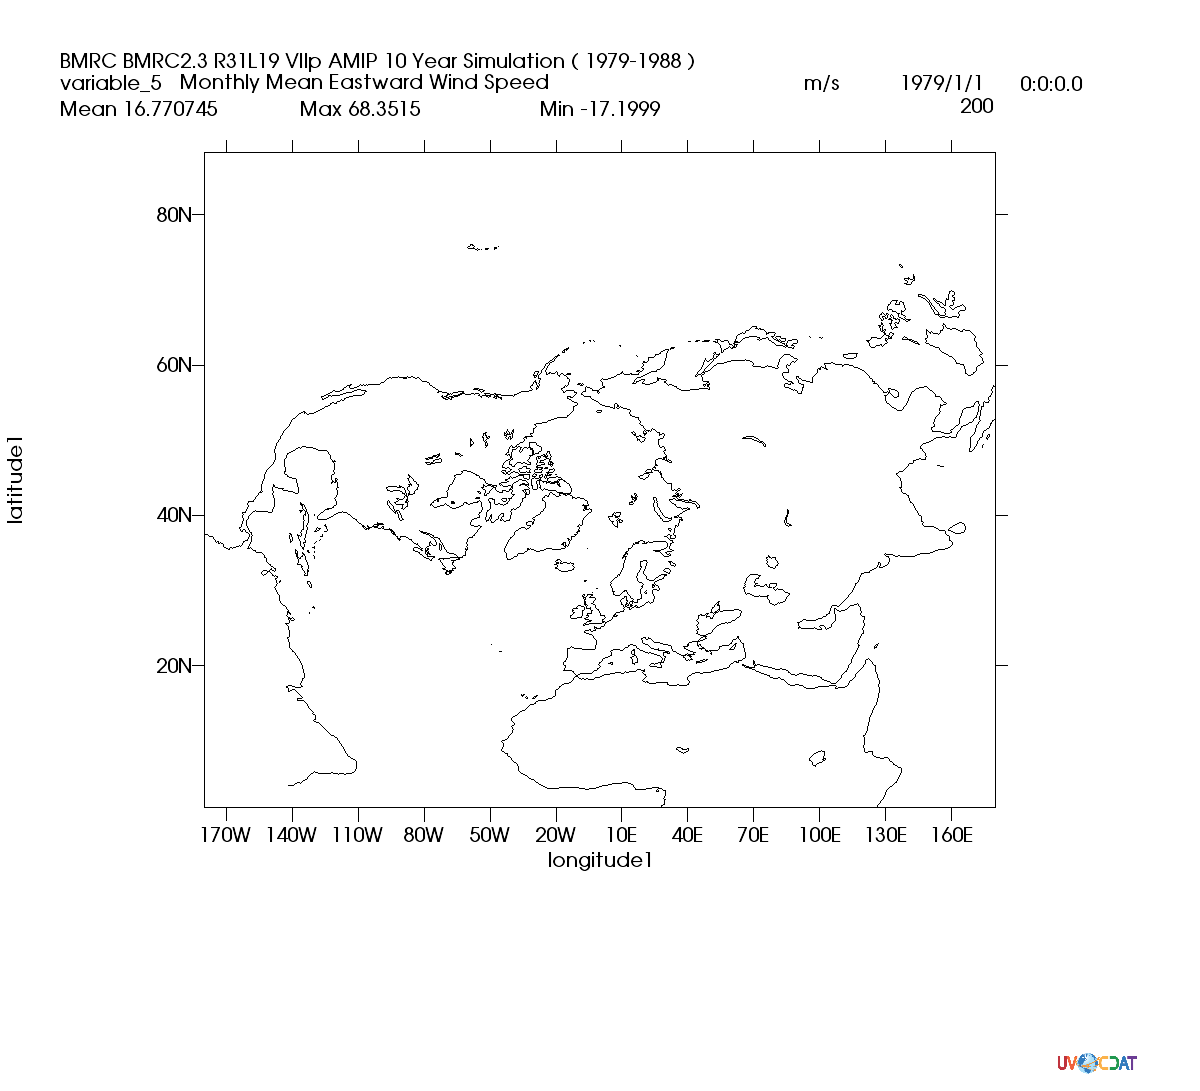 BMRC BMRC2.3 R31L19 VIIp AMIP 10 Year Simulation ( 1979-1988 )
variable_5 Monthly Mean Eastward Wind Speed m/s 1979/1/1 0:0:0.0
Mean 16.770745 Max 68.3515 Min -17.1999 200
80N
60N
40N
20N
latitude1
170W 140W 110W 80W 50W 20W 10E 40E 70E 100E 130E 160E
longitude1
UV CDAT